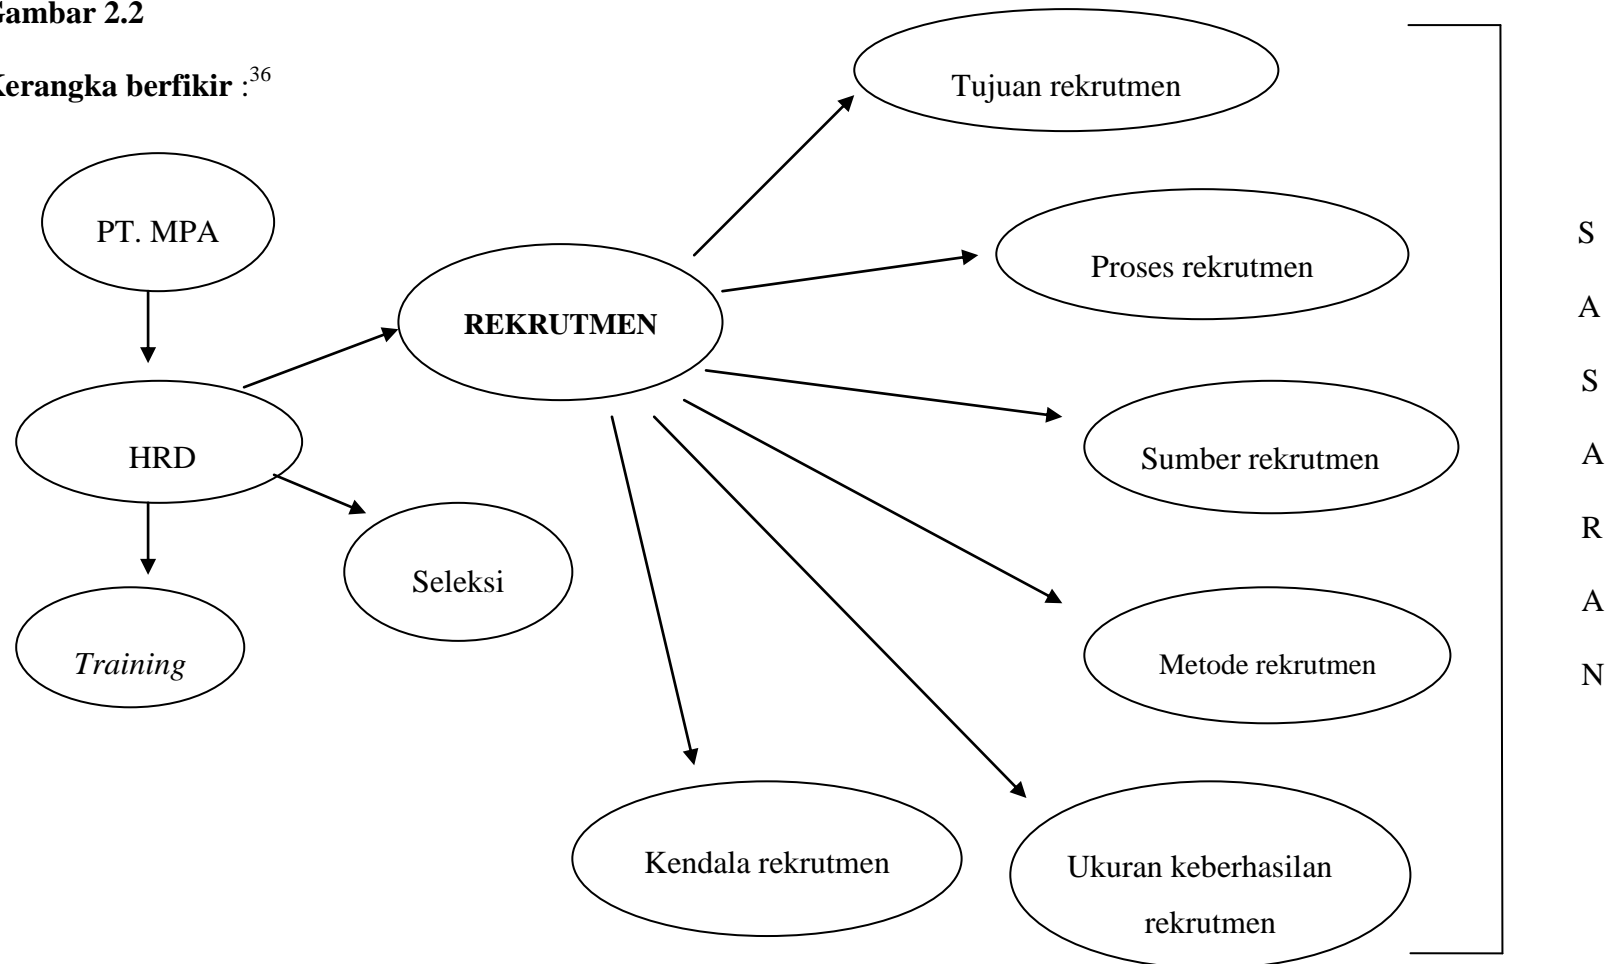 Gambar 2.2
Kerangka berfikir :36
Tujuan rekrutmen
PT. MPA
Proses rekrutmen
REKRUTMEN
HRD
Sumber rekrutmen
Seleksi
Training
Metode rekrutmen
Kendala rekrutmen
Ukuran keberhasilan
rekrutmen
S
A
S
A
R
A
N